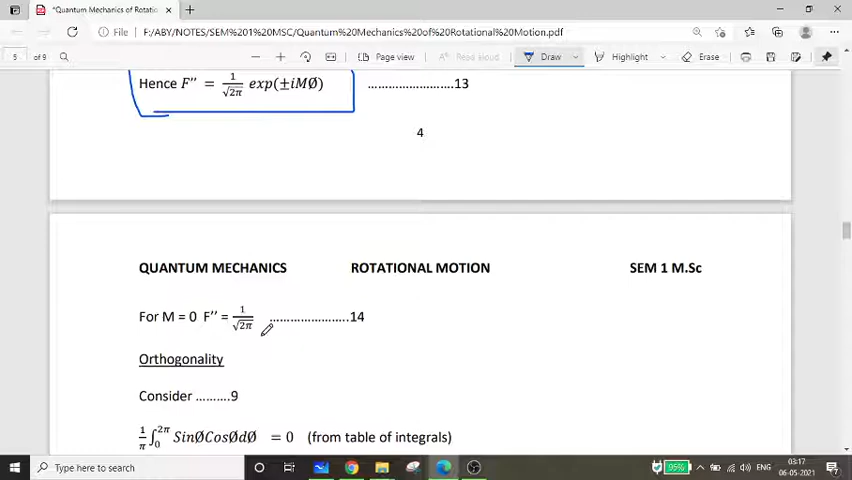 *Quantum Mechanics of Rotatio
File
F:/ABY/NOTES/SEM%201%20MSC/Quantum%20Mechanics%20of%20Rotational%20Motion.pdf
5 of 9
Page view
A Read aloud
Draw
Highlight
Erase
Hence F'' = 1/√2π exp(±iMØ) ........................13
4
QUANTUM MECHANICS ROTATIONAL MOTION SEM 1 M.Sc
For M = 0 F'' = 1/√2π ........................14
Orthogonality
Consider ..........9
1/π ∫₀^2π SinØCosØdØ = 0 (from table of integrals)
Type here to search
95%
ENG
03:17
06-05-2021